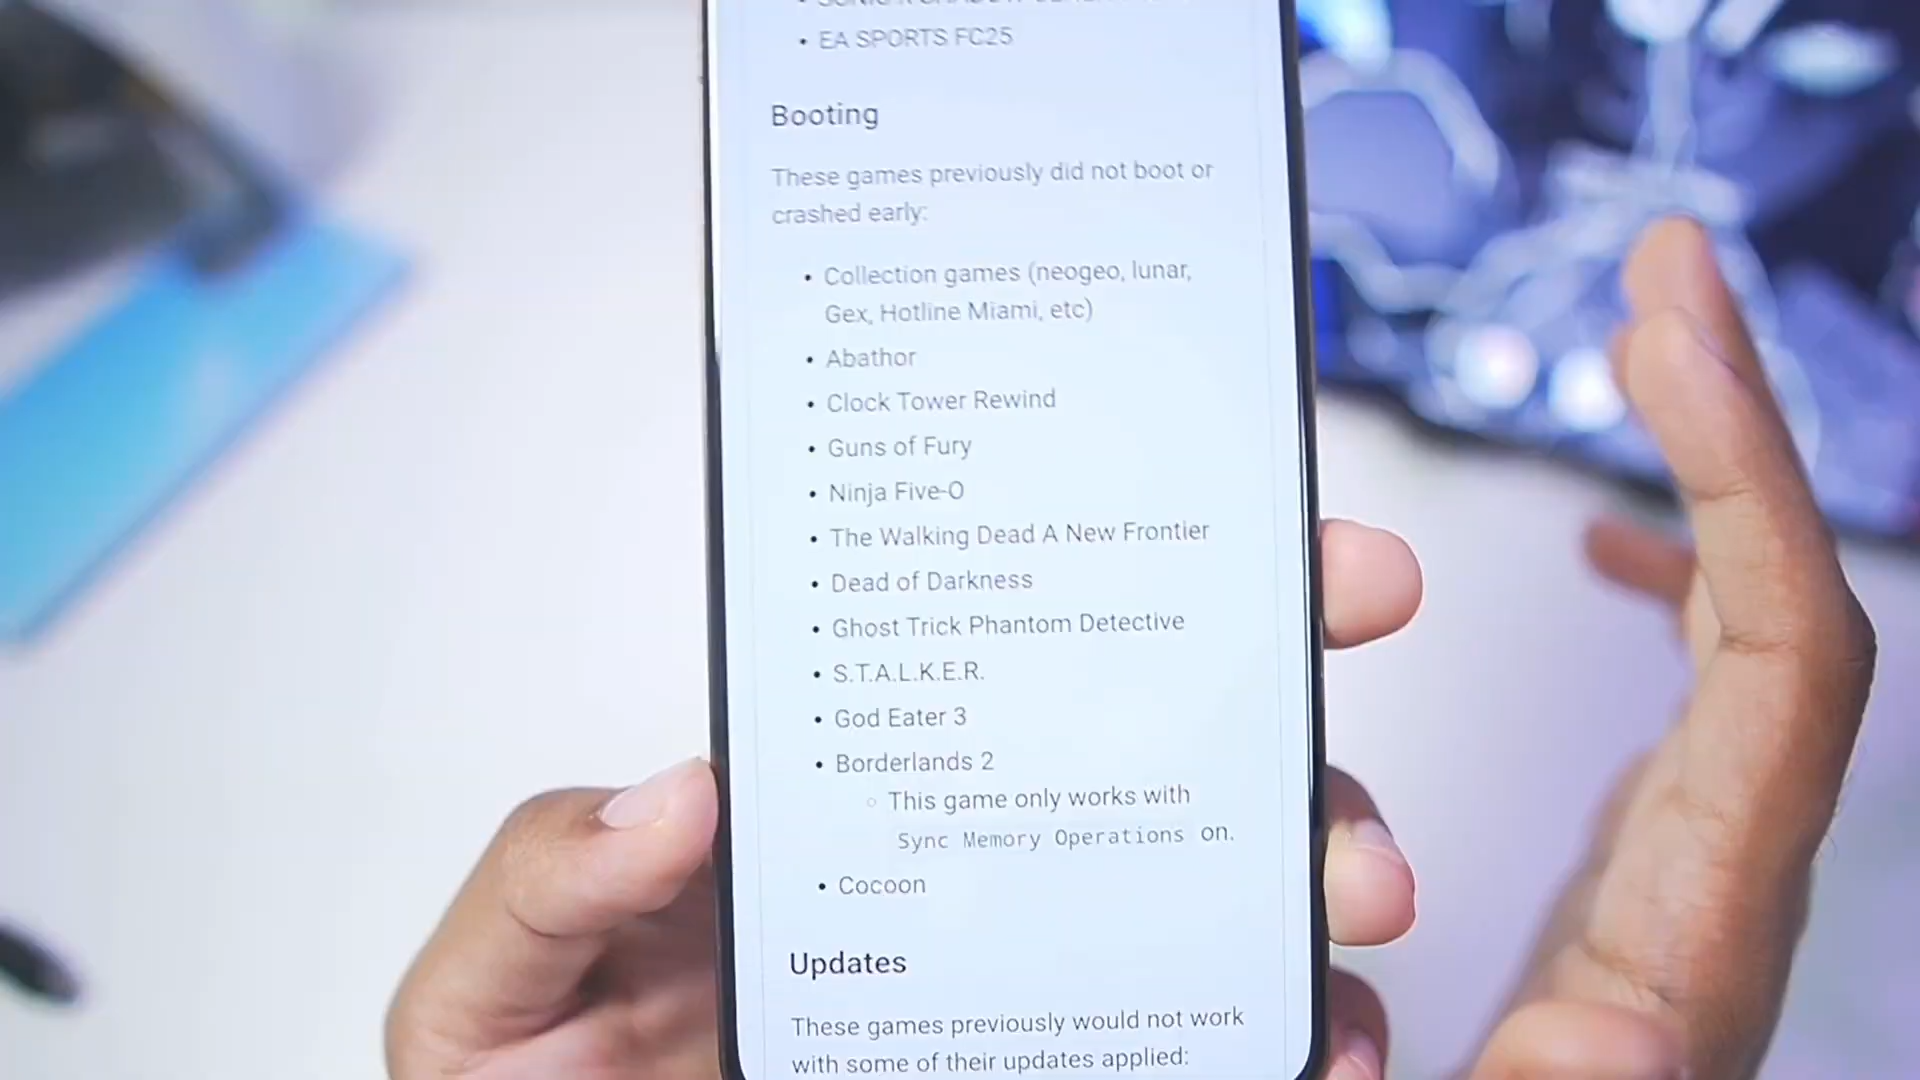 • EA SPORTS FC25
Booting
These games previously did not boot or
crashed early:
• Collection games (neogeo, lunar,
Gex, Hotline Miami, etc)
• Abathor
• Clock Tower Rewind
• Guns of Fury
• Ninja Five-O
• The Walking Dead A New Frontier
• Dead of Darkness
• Ghost Trick Phantom Detective
• S.T.A.L.K.E.R.
• God Eater 3
• Borderlands 2
◦ This game only works with
Sync Memory Operations on.
• Cocoon
Updates
These games previously would not work
with some of their updates applied: